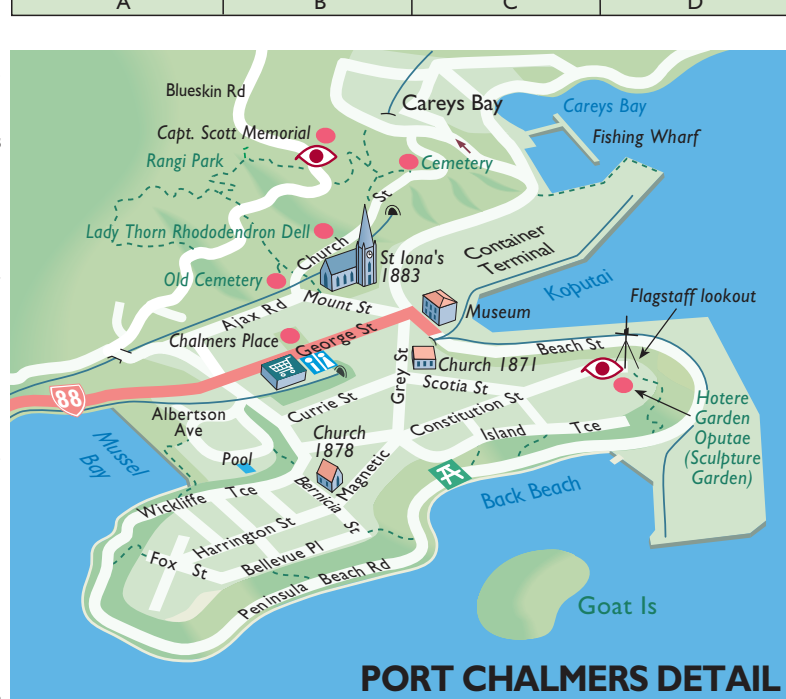 A B C D
Blueskin Rd
Careys Bay
Careys Bay
Capt. Scott Memorial
Fishing Wharf
Rangi Park
Cemetery
Lady Thorn Rhododendron Dell
Church St
Container
Terminal
St Iona's
1883
Old Cemetery
Koputai
Mount St
Flagstaff lookout
Ajax Rd
Museum
Chalmers Place
George St
Beach St
Church 1871
Grey St
Scotia St
88
Currie St
Constitution St
Hotere
Garden
Oputae
(Sculpture
Garden)
Albertson
Ave
Church
1878
Island Tce
Mussel
Bay
Pool
Magnetic
Bernicia St
Back Beach
Wickliffe Tce
Harrington St
Fox St
Bellevue Pl
Peninsula Beach Rd
Goat Is
PORT CHALMERS DETAIL